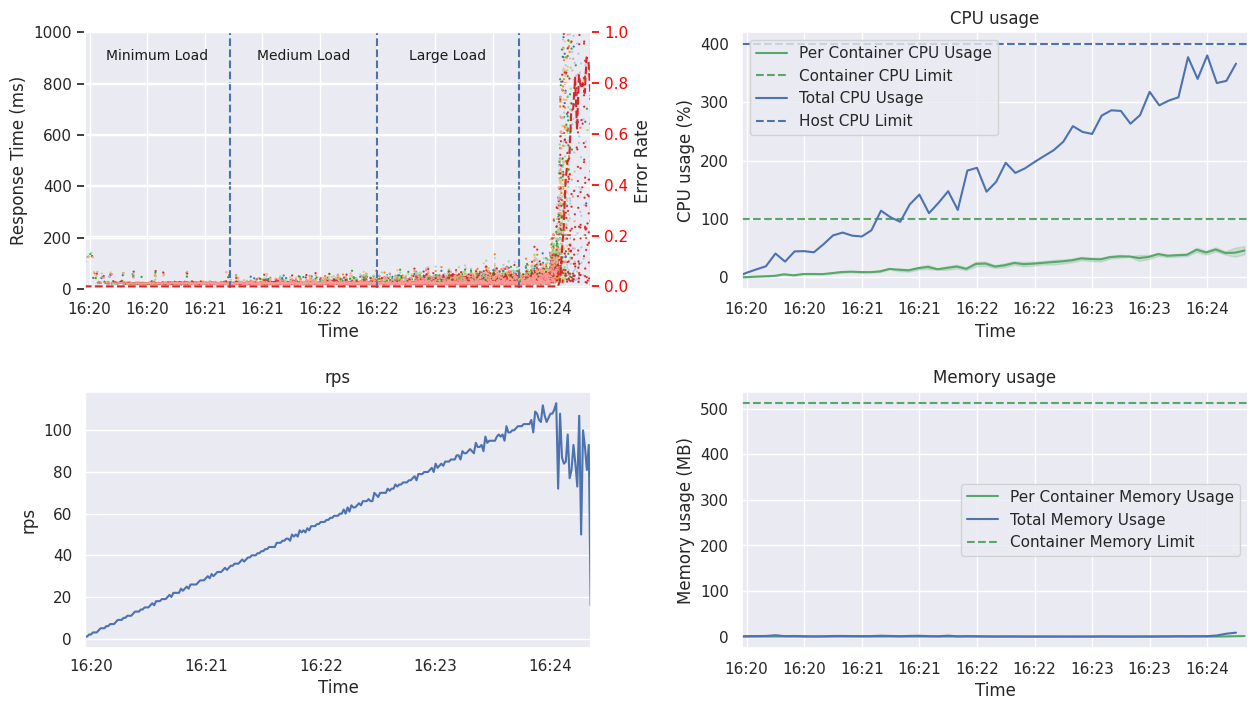 1000
800
600
400
200
0
Response Time (ms)
Minimum Load
Medium Load
Large Load
1.0
0.8
0.6
0.4
0.2
0.0
Error Rate
16:20 16:20 16:21 16:21 16:22 16:22 16:23 16:23 16:24
Time
CPU usage
400
300
200
100
0
CPU usage (%)
Per Container CPU Usage
Container CPU Limit
Total CPU Usage
Host CPU Limit
16:20 16:20 16:21 16:21 16:22 16:22 16:23 16:23 16:24
Time
rps
100
80
60
40
20
0
rps
16:20 16:21 16:22 16:23 16:24
Time
Memory usage
500
400
300
200
100
0
Memory usage (MB)
Per Container Memory Usage
Total Memory Usage
Container Memory Limit
16:20 16:20 16:21 16:21 16:22 16:22 16:23 16:23 16:24
Time